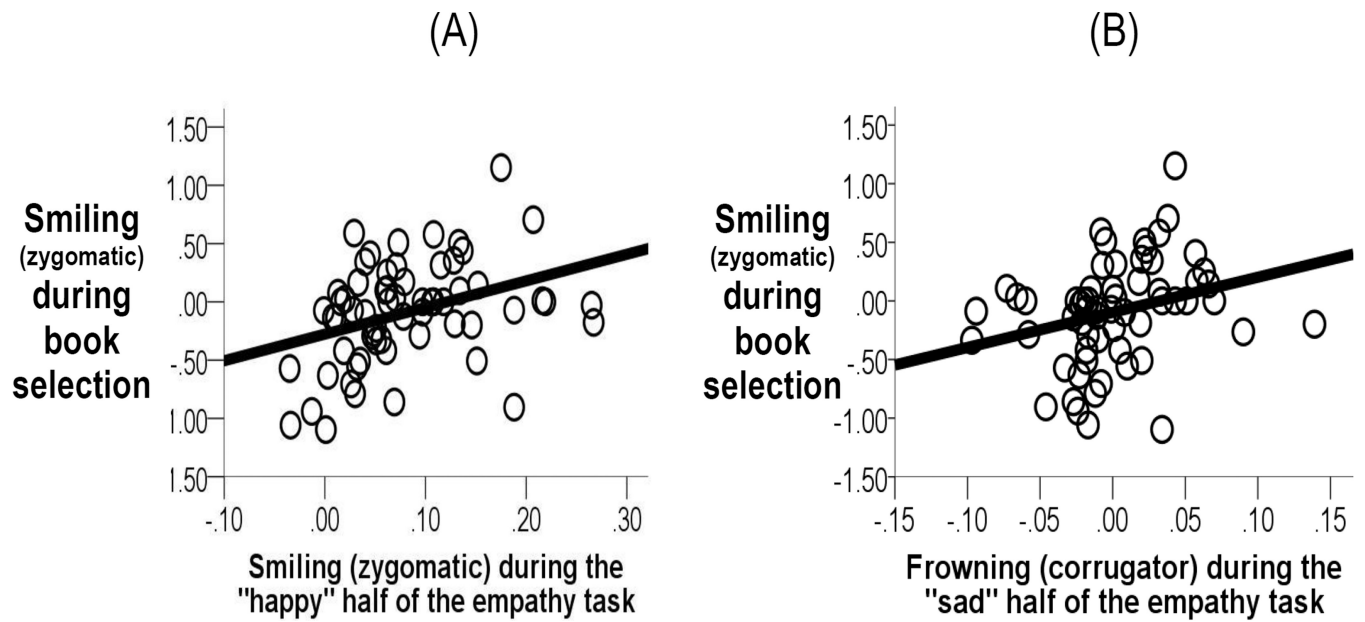 (A)
Smiling
(zygomatic)
during
book
selection
1.50
1.00
.50
.00
-.50
1.00
1.50
-.10
.00
.10
.20
.30
Smiling (zygomatic) during the
"happy" half of the empathy task
(B)
Smiling
(zygomatic)
during
book
selection
1.50
1.00
.50
.00
-.50
-1.00
-1.50
-.15
-.10
-.05
.00
.05
.10
.15
Frowning (corrugator) during the
"sad" half of the empathy task